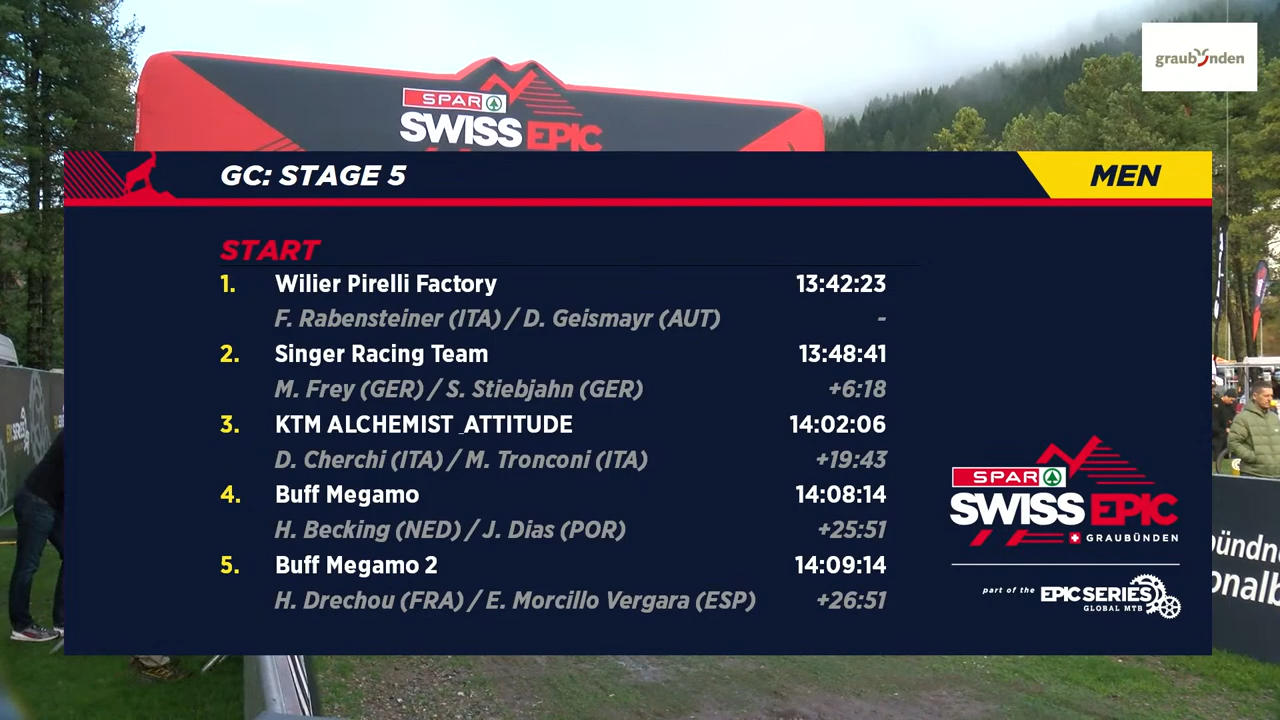 graubünden
SPAR
SWISS EPIC
GC: STAGE 5
MEN
START
1. Wilier Pirelli Factory 13:42:23
F. Rabensteiner (ITA) / D. Geismayr (AUT) -
2. Singer Racing Team 13:48:41
M. Frey (GER) / S. Stiebjahn (GER) +6:18
3. KTM ALCHEMIST_ATTITUDE 14:02:06
D. Cherchi (ITA) / M. Tronconi (ITA) +19:43
4. Buff Megamo 14:08:14
H. Becking (NED) / J. Dias (POR) +25:51
5. Buff Megamo 2 14:09:14
H. Drechou (FRA) / E. Morcillo Vergara (ESP) +26:51
SPAR
SWISS EPIC
GRAUBÜNDEN
part of the EPIC SERIES
GLOBAL MTB